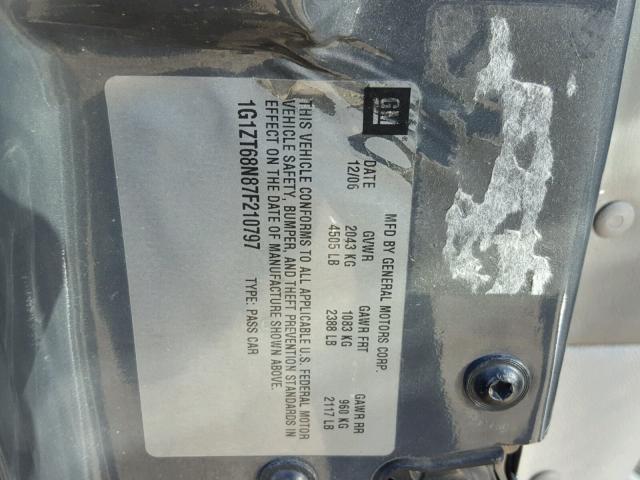 GM
MFD BY GENERAL MOTORS CORP.
DATE GVWR GAWR FRT GAWR RR
12/06 2043 KG 1083 KG 960 KG
4505 LB 2388 LB 2117 LB
THIS VEHICLE CONFORMS TO ALL APPLICABLE U.S. FEDERAL MOTOR
VEHICLE SAFETY, BUMPER, AND THEFT PREVENTION STANDARDS IN
EFFECT ON THE DATE OF MANUFACTURE SHOWN ABOVE.
1G1ZT68N87F210797 TYPE: PASS CAR